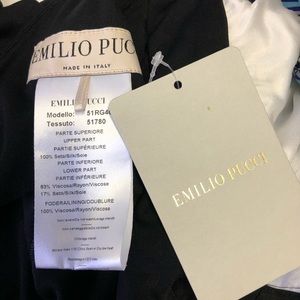 EMILIO PUCCI
MADE IN ITALY
EMILIO PUCCI
Modello: 51RG4
Tessuto: 51780
PARTE SUPERIORE
UPPER PART
PARTIE SUPÉRIEURE
100% Seta/Silk/Soie
PARTE INFERIORE
LOWER PART
PARTIE INFÉRIEURE
83% Viscosa/Rayon/Viscose
17% Seta/Silk/Soie
FODERA/LINING/DOUBLURE
100% Viscosa/Rayon/Viscose
EMILIO PUCCI